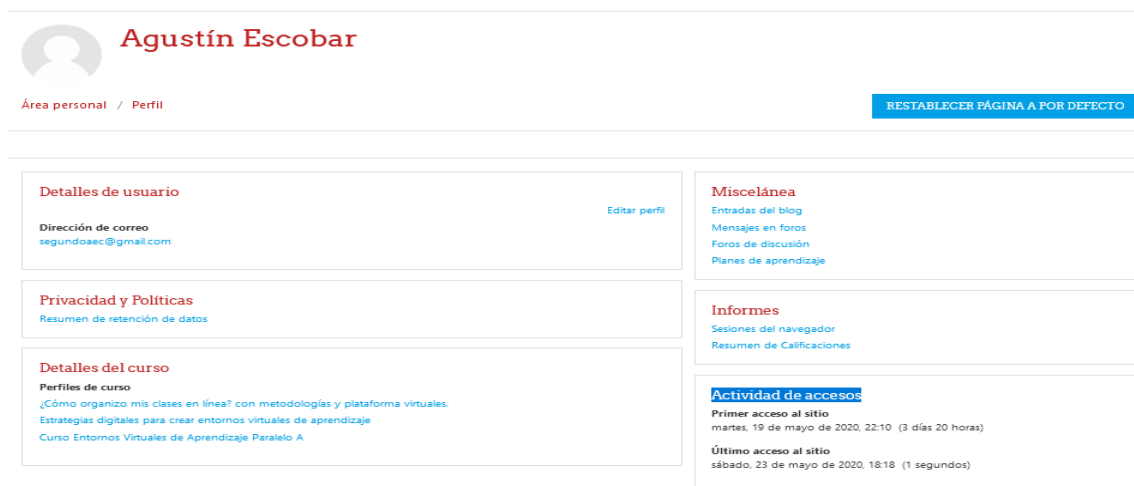 Agustín Escobar
Área personal / Perfil
RESTABLECER PÁGINA A POR DEFECTO
Detalles de usuario
Editar perfil
Dirección de correo
segundoaec@gmail.com
Privacidad y Políticas
Resumen de retención de datos
Detalles del curso
Perfiles de curso
¿Cómo organizo mis clases en línea? con metodologías y plataforma virtuales.
Estrategias digitales para crear entornos virtuales de aprendizaje
Curso Entornos Virtuales de Aprendizaje Paralelo A
Miscelánea
Entradas del blog
Mensajes en foros
Foros de discusión
Planes de aprendizaje
Informes
Sesiones del navegador
Resumen de Calificaciones
Actividad de accesos
Primer acceso al sitio
martes, 19 de mayo de 2020, 22:10 (3 días 20 horas)
Último acceso al sitio
sábado, 23 de mayo de 2020, 18:18 (1 segundos)